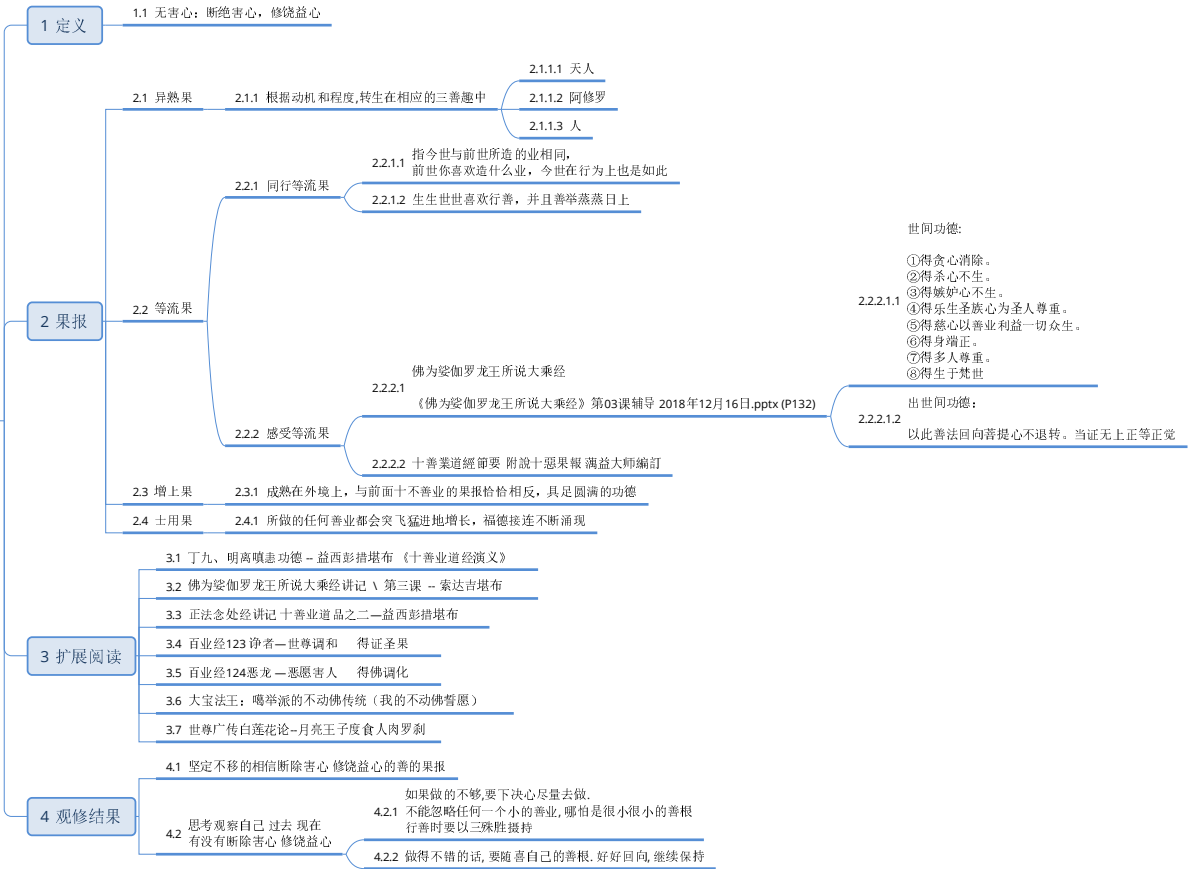 1 定义
1.1 无害心：断绝害心，修饶益心
2 果报
2.1 异熟果
2.1.1 根据动机和程度,转生在相应的三善趣中
2.1.1.1 天人
2.1.1.2 阿修罗
2.1.1.3 人
2.2 等流果
2.2.1 同行等流果
2.2.1.1 指今世与前世所造的业相同，
前世你喜欢造什么业，今世在行为上也是如此
2.2.1.2 生生世世喜欢行善，并且善举蒸蒸日上
2.2.2 感受等流果
2.2.2.1 佛为娑伽罗龙王所说大乘经
《佛为娑伽罗龙王所说大乘经》第03课辅导 2018年12月16日.pptx (P132)
2.2.2.1.1 世间功德:
①得贪心消除。
②得杀心不生。
③得嫉妒心不生。
④得乐生圣族心为圣人尊重。
⑤得慈心以善业利益一切众生。
⑥得身端正。
⑦得多人尊重。
⑧得生于梵世
2.2.2.1.2 出世间功德：
以此善法回向菩提心不退转。当证无上正等正觉
2.2.2.2 十善業道經節要 附說十惡果報 蕅益大师编訂
2.3 增上果
2.3.1 成熟在外境上，与前面十不善业的果报恰恰相反，具足圆满的功德
2.4 士用果
2.4.1 所做的任何善业都会突飞猛进地增长，福德接连不断涌现
3 扩展阅读
3.1 丁九、明离嗔恚功德 -- 益西彭措堪布 《十善业道经演义》
3.2 佛为娑伽罗龙王所说大乘经讲记 \ 第三课 -- 索达吉堪布
3.3 正法念处经讲记 十善业道品之二—益西彭措堪布
3.4 百业经123 诤者—世尊调和 得证圣果
3.5 百业经124恶龙 —恶愿害人 得佛调化
3.6 大宝法王：噶举派的不动佛传统（我的不动佛誓愿）
3.7 世尊广传白莲花论--月亮王子度食人肉罗刹
4 观修结果
4.1 坚定不移的相信断除害心 修饶益心的善的果报
4.2 思考观察自己 过去 现在
有没有断除害心 修饶益心
4.2.1 如果做的不够,要下决心尽量去做.
不能忽略任何一个小的善业, 哪怕是很小很小的善根
行善时要以三殊胜摄持
4.2.2 做得不错的话, 要随喜自己的善根. 好好回向, 继续保持